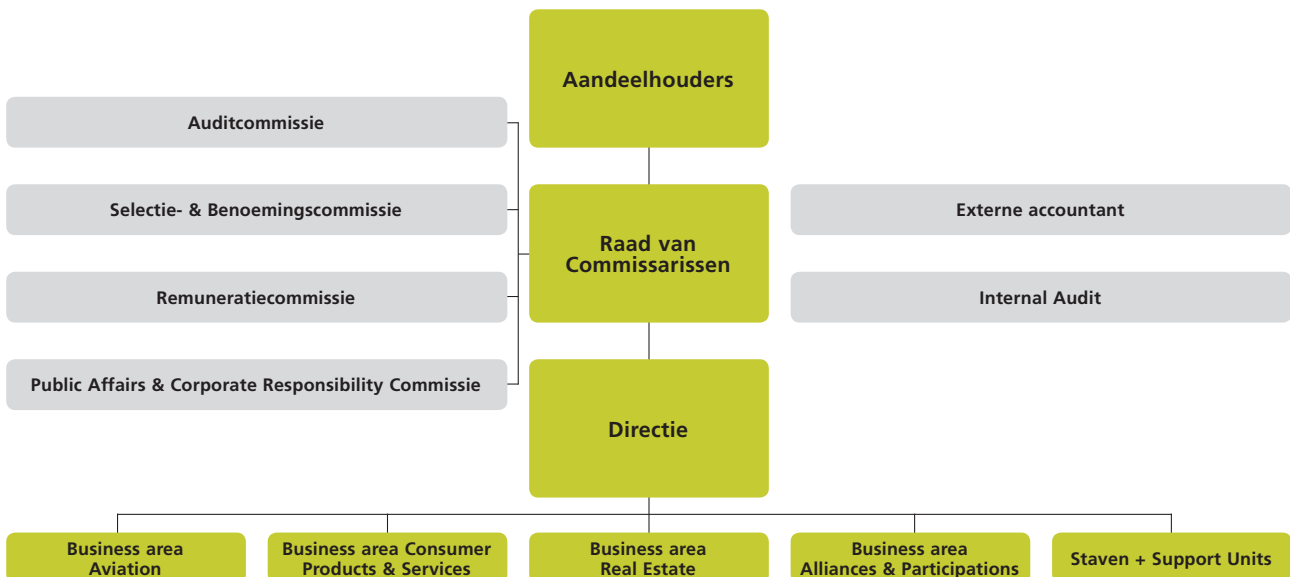 Aandeelhouders
Auditcommissie
Selectie- & Benoemingscommissie
Externe accountant
Raad van
Commissarissen
Remuneratiecommissie
Internal Audit
Public Affairs & Corporate Responsibility Commissie
Directie
Business area
Aviation
Business area Consumer
Products & Services
Business area
Real Estate
Business area
Alliances & Participations
Staven + Support Units